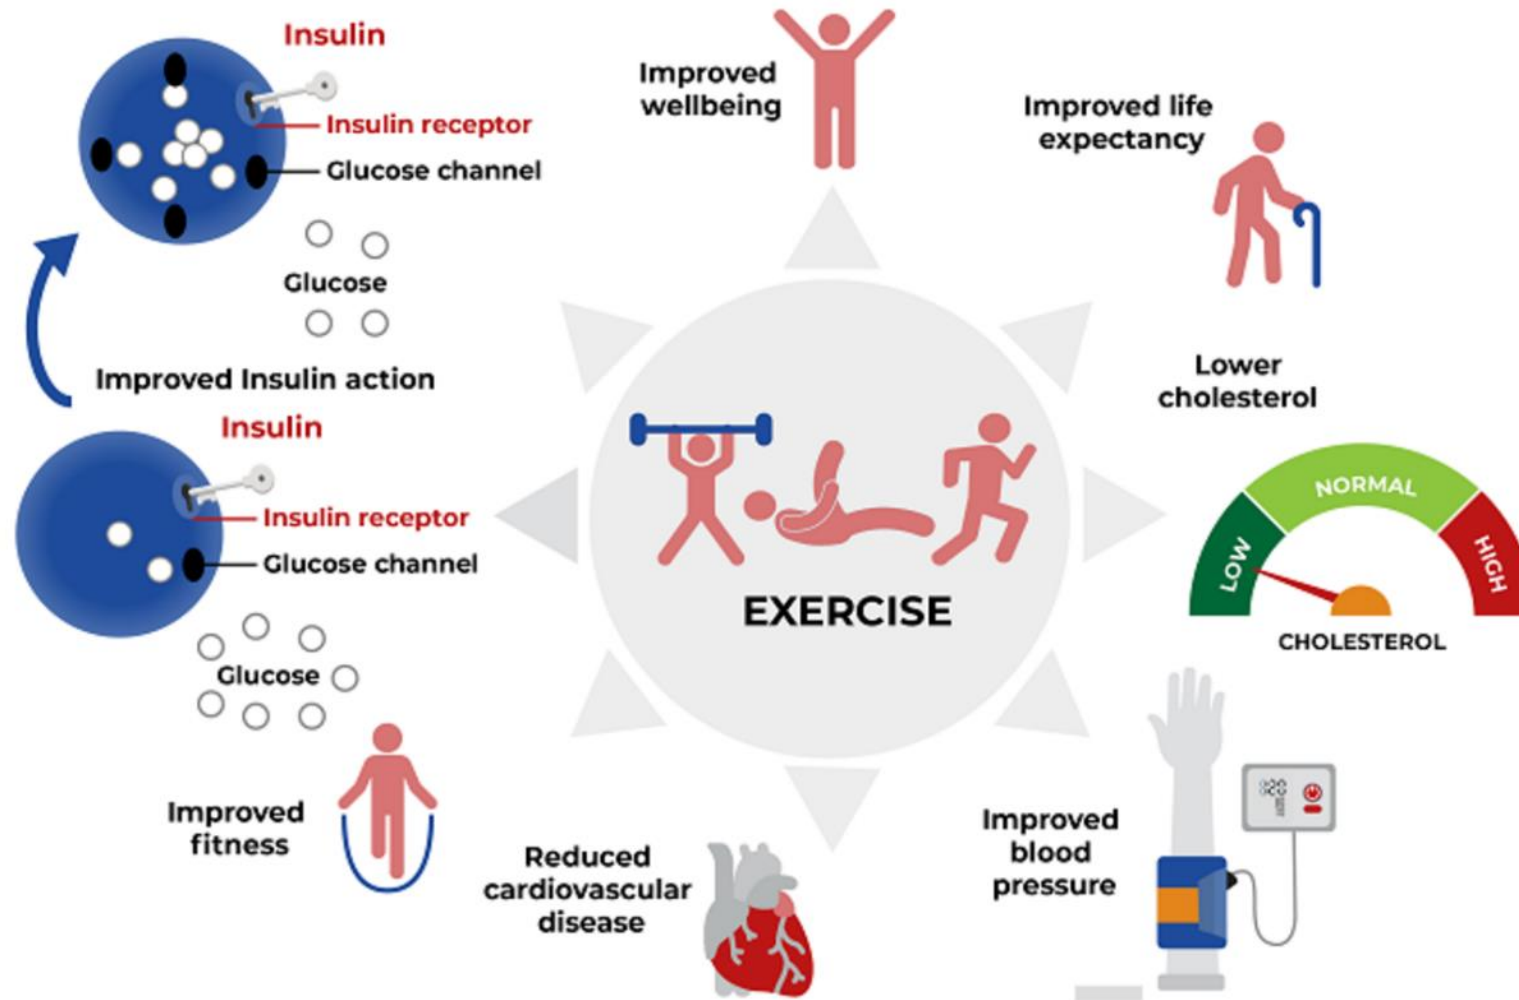 Insulin
Insulin receptor
Glucose channel
Glucose
Improved Insulin action
Insulin
Insulin receptor
Glucose channel
Glucose
Improved
fitness
Improved
wellbeing
Improved life
expectancy
Lower
cholesterol
LOW
NORMAL
HIGH
CHOLESTEROL
EXERCISE
Reduced
cardiovascular
disease
Improved
blood
pressure